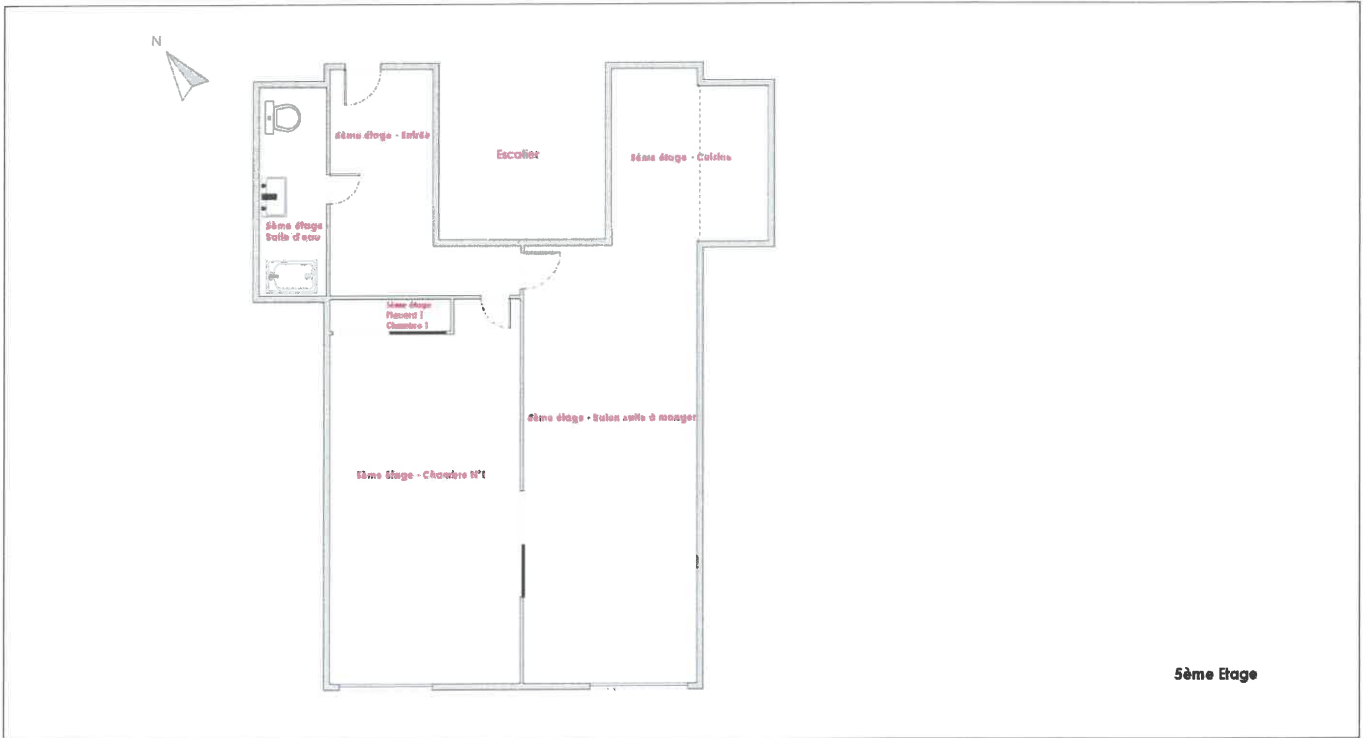 N
5ème étage - Entrée
Escalier
5ème étage - Cuisine
5ème étage
Salle d'eau
5ème étage
Placard 1
Chambre 1
5ème étage - Salon salle à manger
5ème étage - Chambre N°1
5ème Etage